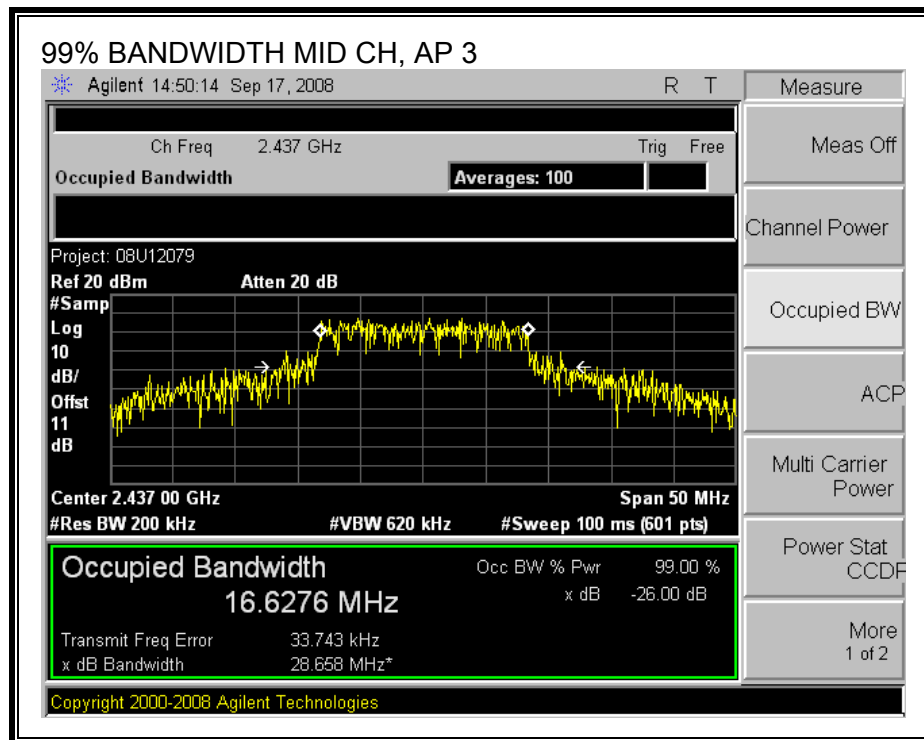 99% BANDWIDTH MID CH, AP 3
Agilent 14:50:14 Sep 17, 2008 R T Measure
Ch Freq 2.437 GHz Trig Free
Occupied Bandwidth Averages: 100
Meas Off
Channel Power
Occupied BW
ACP
Multi Carrier
Power
Power Stat
CCDF
More
1 of 2
Project: 08U12079
Ref 20 dBm Atten 20 dB
#Samp
Log
10
dB/
Offst
11
dB
Center 2.437 00 GHz Span 50 MHz
#Res BW 200 kHz #VBW 620 kHz #Sweep 100 ms (601 pts)
Occupied Bandwidth Occ BW % Pwr 99.00 %
16.6276 MHz x dB -26.00 dB
Transmit Freq Error 33.743 kHz
x dB Bandwidth 28.658 MHz*
Copyright 2000-2008 Agilent Technologies